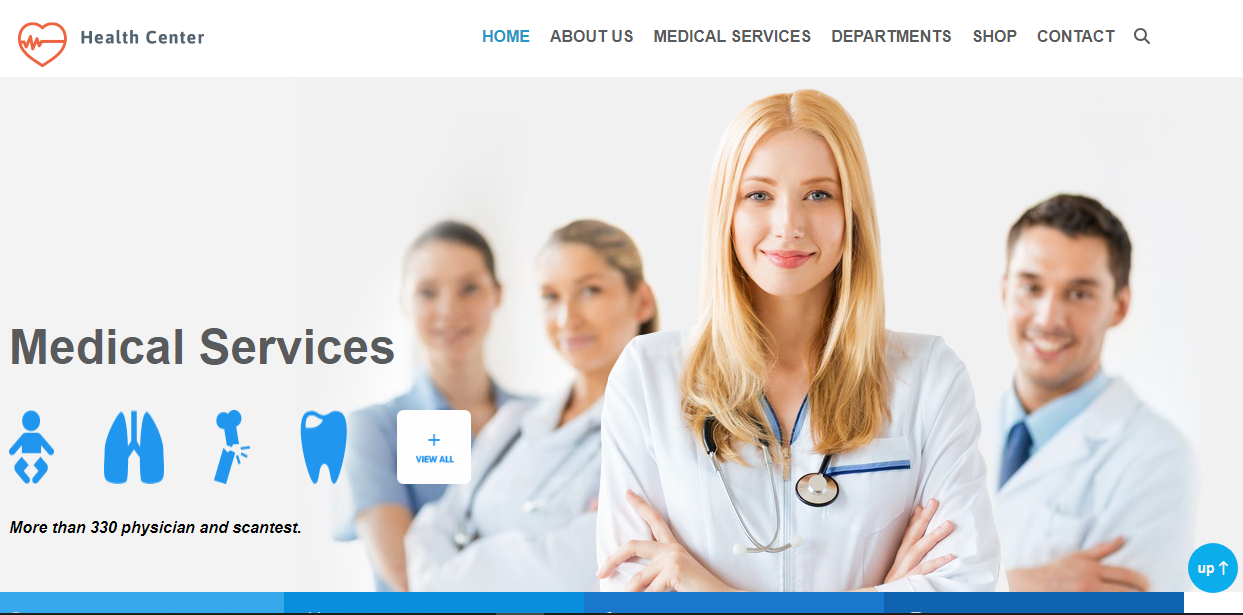 Health Center
HOME ABOUT US MEDICAL SERVICES DEPARTMENTS SHOP CONTACT
Medical Services
+
VIEW ALL
More than 330 physician and scantest.
up ↑